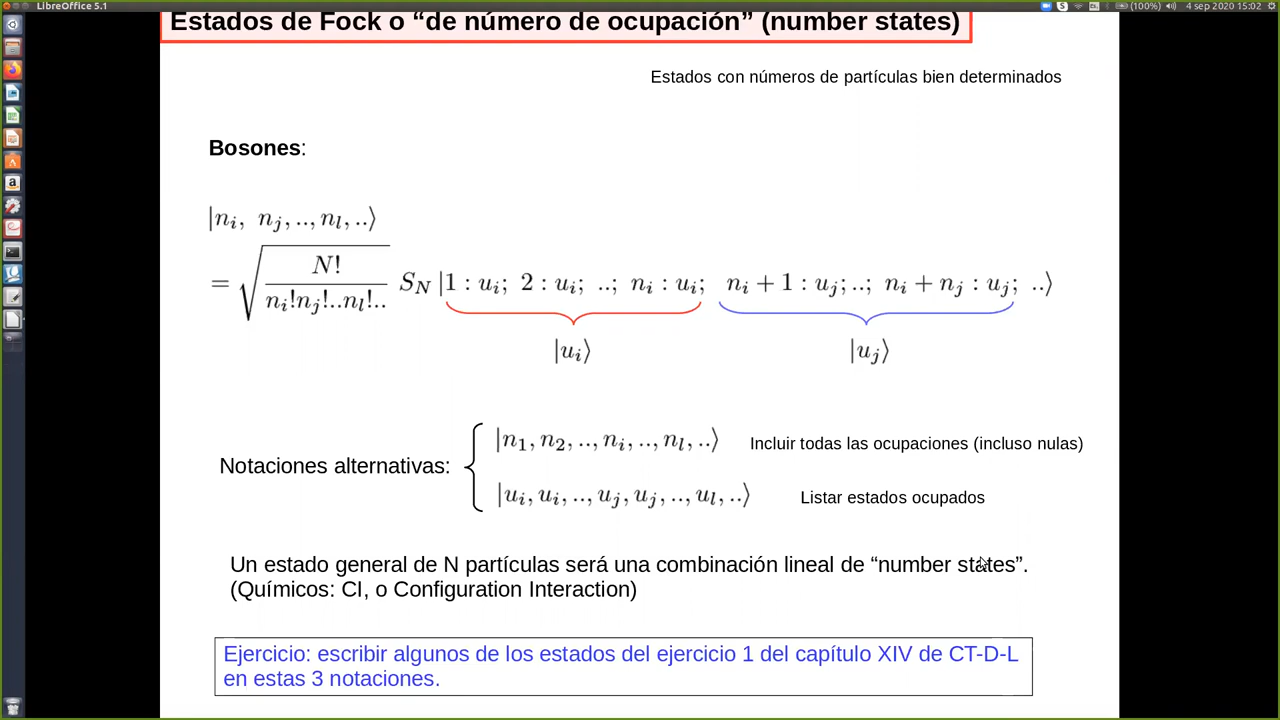 LibreOffice 5.1
(100%) 4 sep 2020 15:02
Estados de Fock o “de número de ocupación” (number states)
Estados con números de partículas bien determinados
Bosones:
|n_i, n_j, .., n_l, ..⟩
= √(N! / (n_i!n_j!..n_l!..)) S_N |1 : u_i; 2 : u_i; ..; n_i : u_i; n_i + 1 : u_j; ..; n_i + n_j : u_j; ..⟩
|u_i⟩ |u_j⟩
|n_1, n_2, .., n_i, .., n_l, ..⟩ Incluir todas las ocupaciones (incluso nulas)
Notaciones alternativas:
|u_i, u_i, .., u_j, u_j, .., u_l, ..⟩ Listar estados ocupados
Un estado general de N partículas será una combinación lineal de “number states”.
(Químicos: CI, o Configuration Interaction)
Ejercicio: escribir algunos de los estados del ejercicio 1 del capítulo XIV de CT-D-L
en estas 3 notaciones.